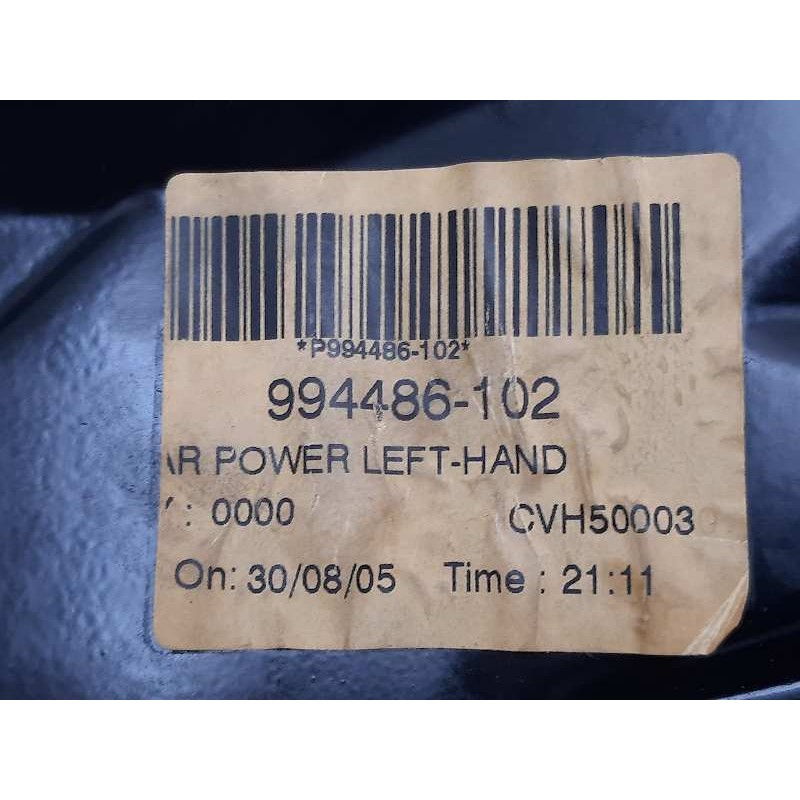 *P994486-102*
994486-102
AR POWER LEFT-HAND
: 0000 CVH50003
On: 30/08/05 Time : 21:11